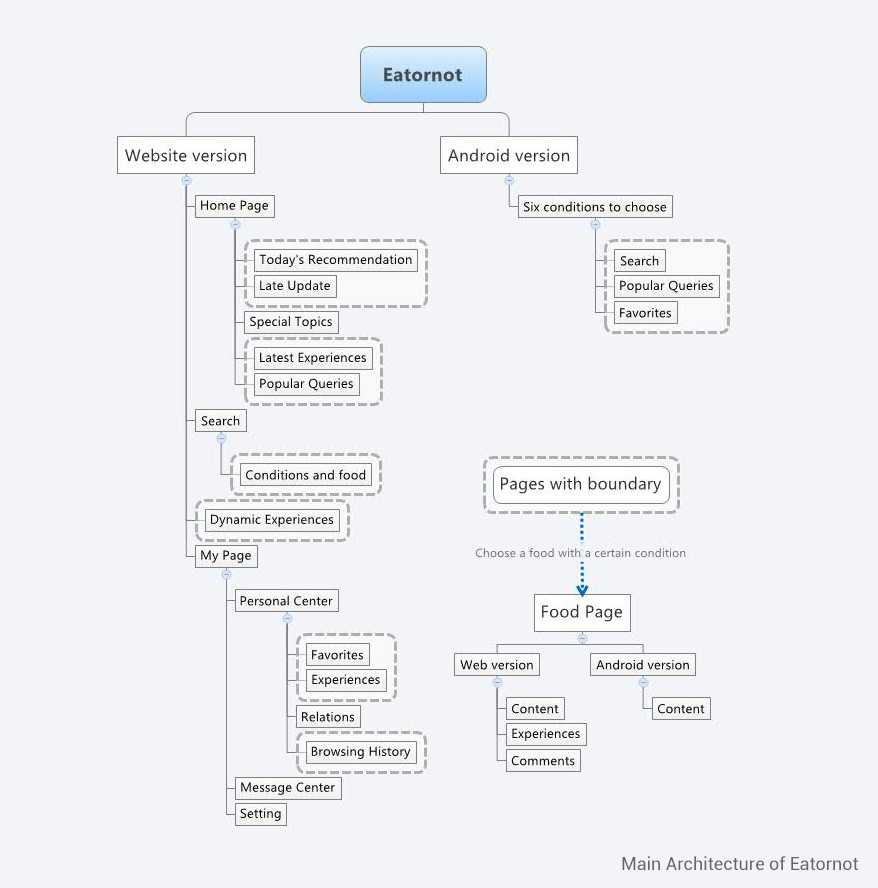 Eatornot
Website version
Home Page
Today's Recommendation
Late Update
Special Topics
Latest Experiences
Popular Queries
Search
Conditions and food
Dynamic Experiences
My Page
Personal Center
Favorites
Experiences
Relations
Browsing History
Message Center
Setting
Android version
Six conditions to choose
Search
Popular Queries
Favorites
Pages with boundary
Choose a food with a certain condition
Food Page
Web version
Content
Experiences
Comments
Android version
Content
Main Architecture of Eatornot